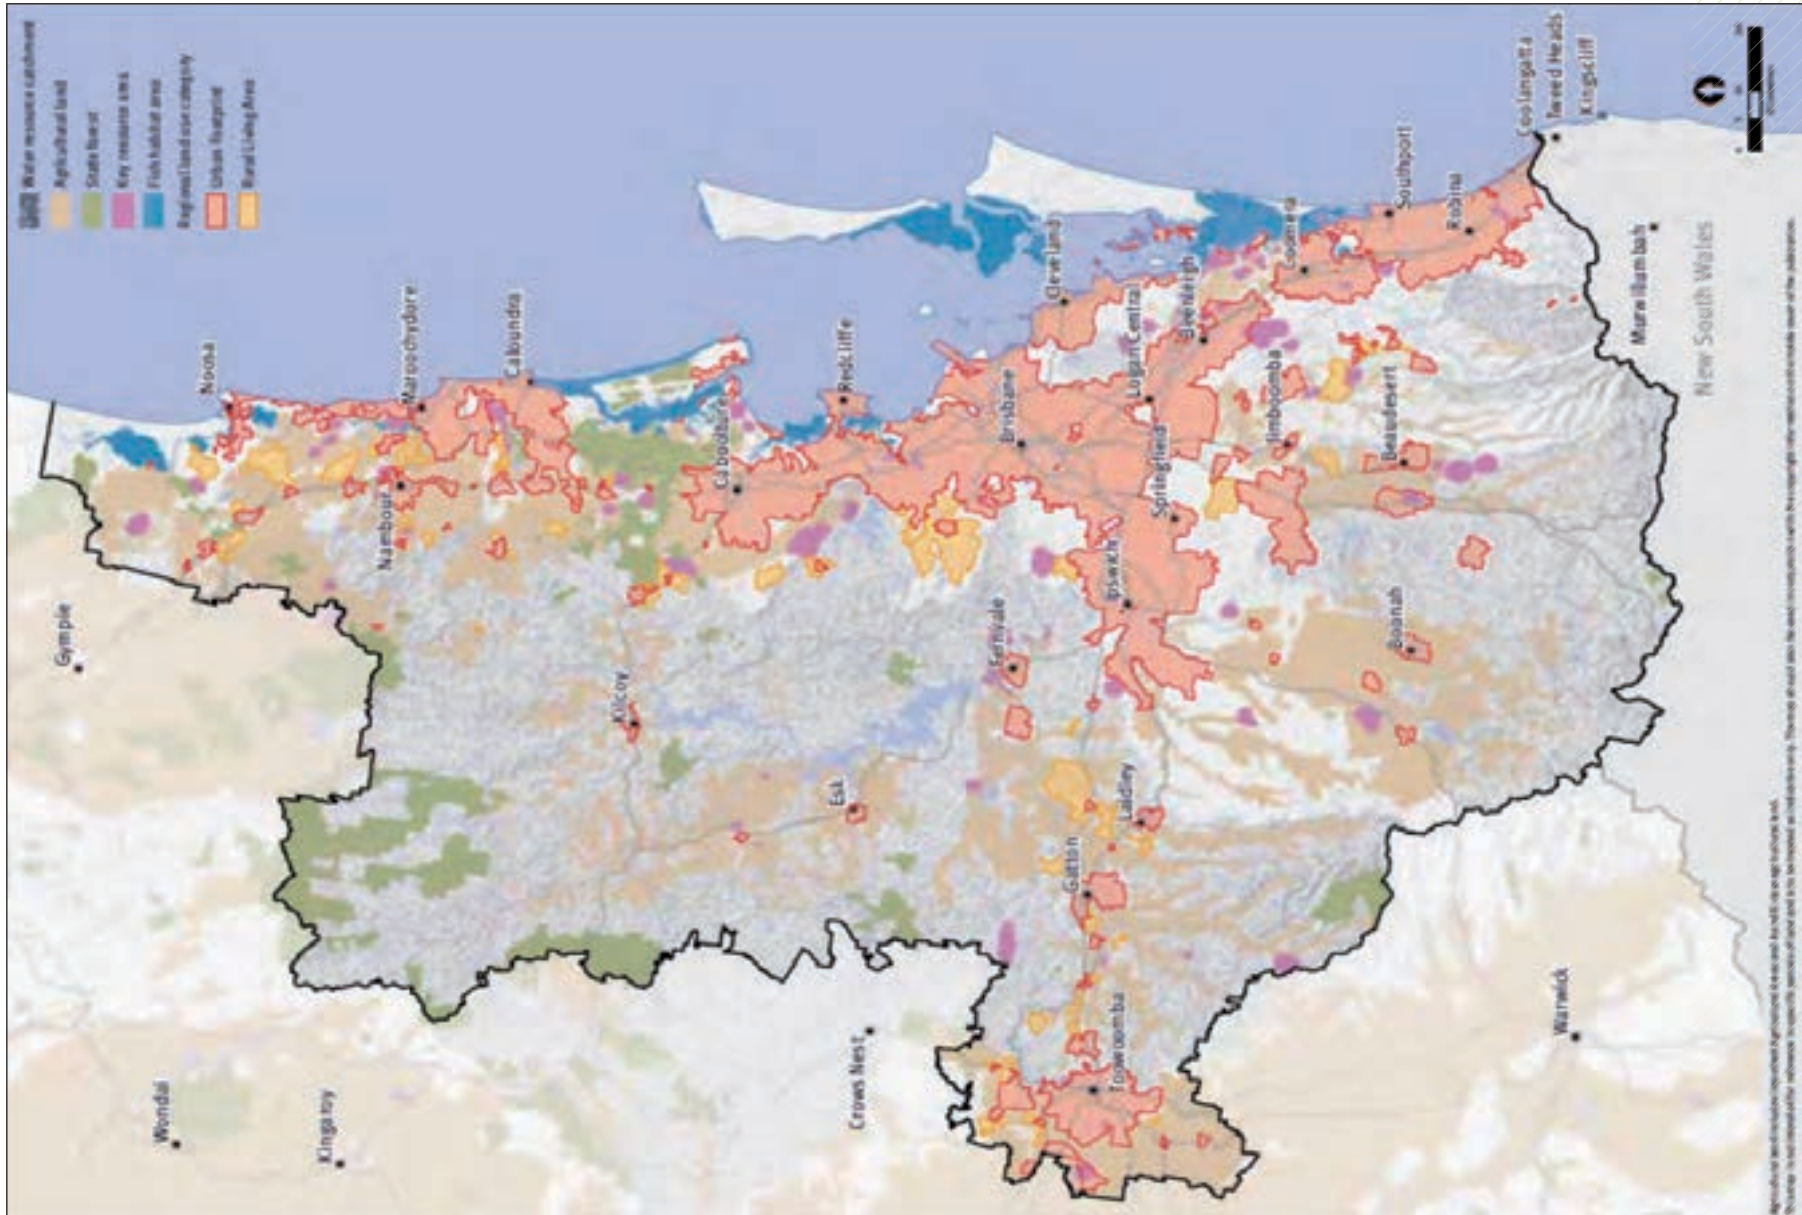 Water resource catchment
Agricultural land
State forest
Key resource area
Fish habitat area
Regional land use category
Urban Footprint
Rural Living Area
Gympie
Wondai
Kingaroy
Noosa
Nambour
Maroochydore
Caloundra
Kilcoy
Caboolture
Redcliffe
Esk
Crows Nest
Fernvale
Brisbane
Cleveland
Ipswich
Springfield
Logan Central
Beenleigh
Gatton
Laidley
Toowoomba
Jimboomba
Coomera
Beaudesert
Boonah
Southport
Robina
Coolangatta
Tweed Heads
Kingscliff
Murwillumbah
New South Wales
Warwick